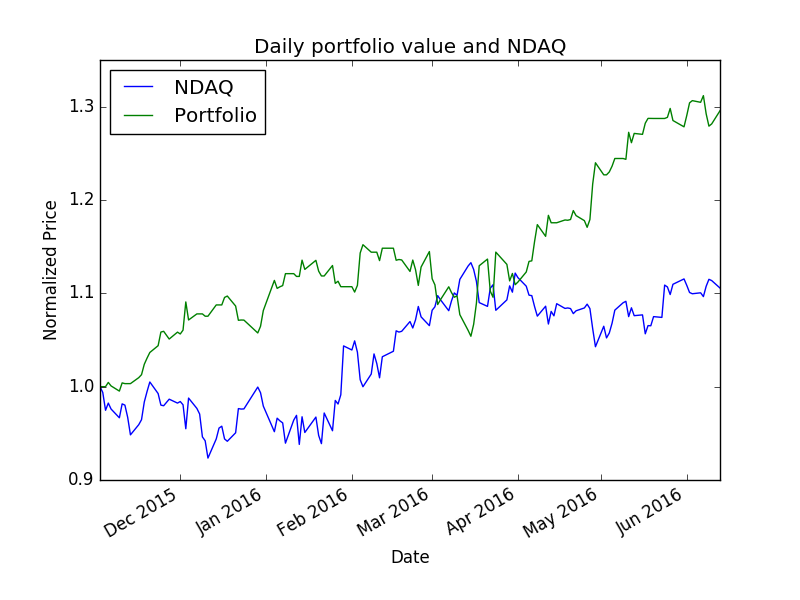 Daily portfolio value and NDAQ
NDAQ
Portfolio
1.3
1.2
1.1
1.0
0.9
Normalized Price
Dec 2015
Jan 2016
Feb 2016
Mar 2016
Apr 2016
May 2016
Jun 2016
Date